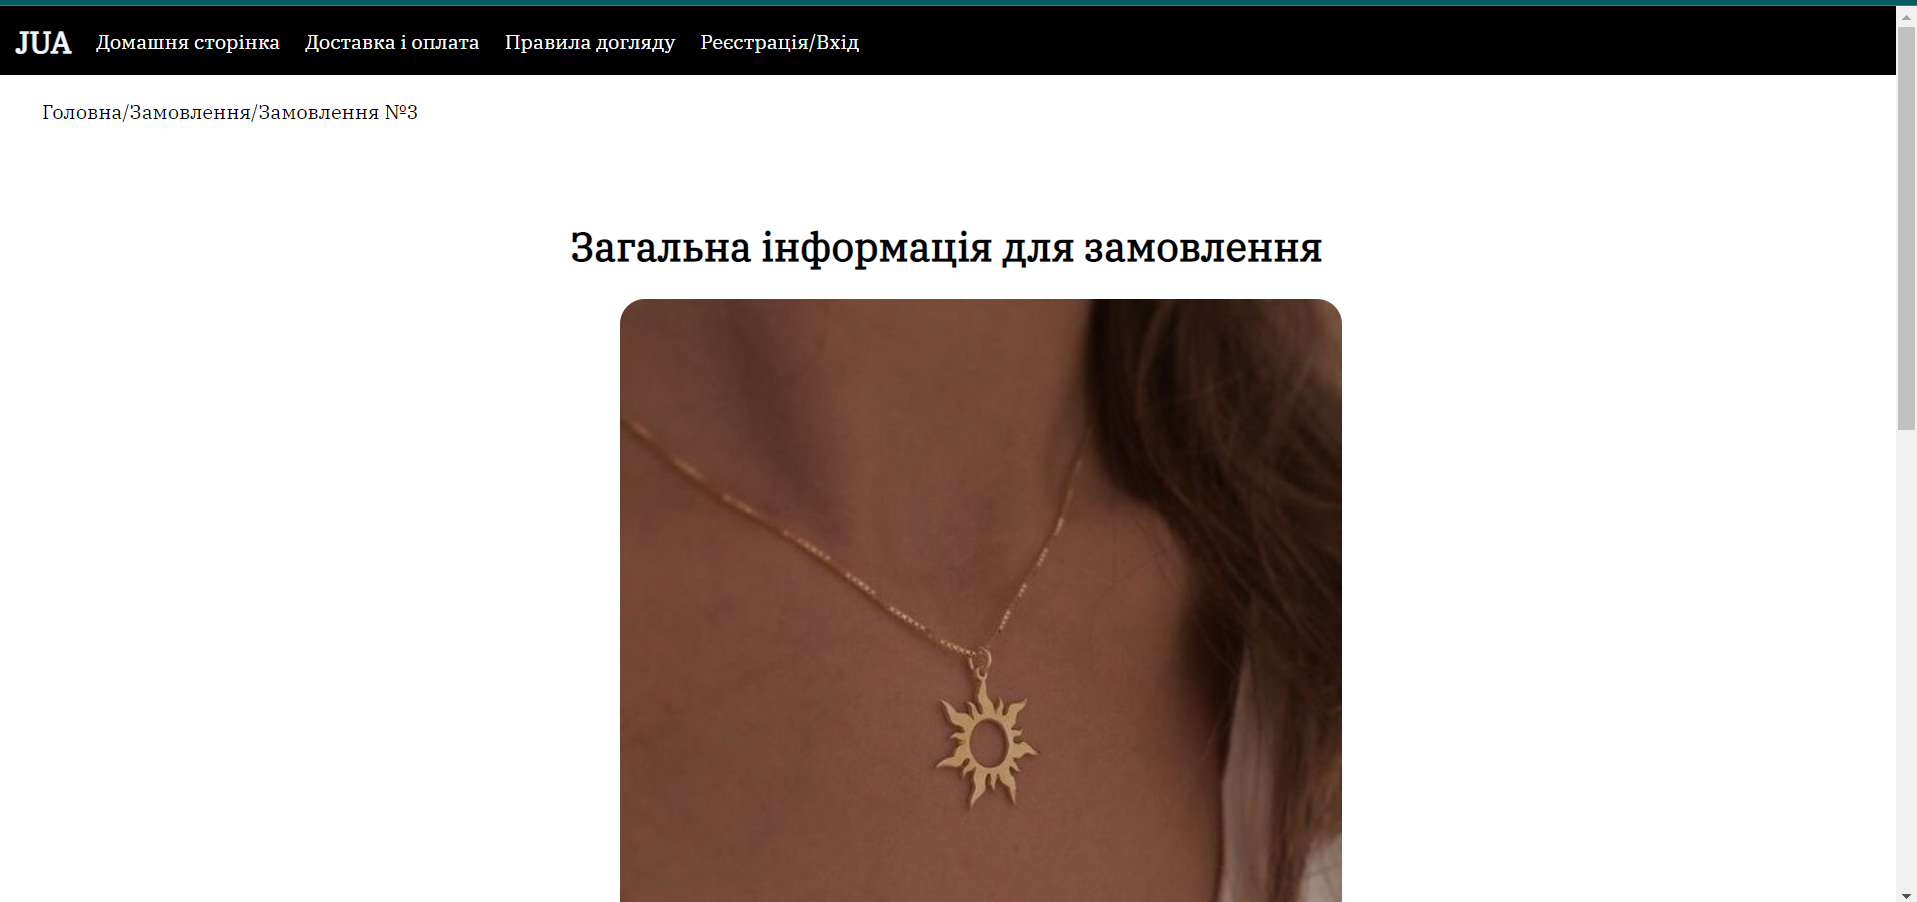 JUA Домашня сторінка Доставка і оплата Правила догляду Реєстрація/Вхід
Головна/Замовлення/Замовлення №3
Загальна інформація для замовлення